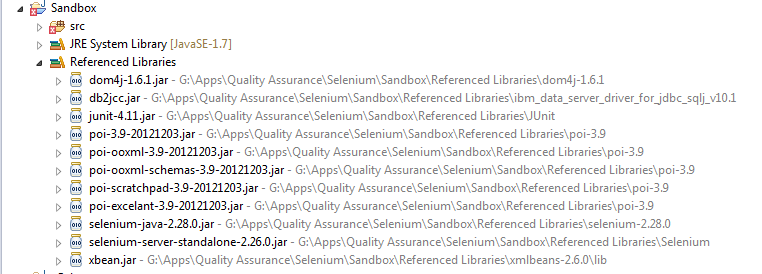 Sandbox
src
JRE System Library [JavaSE-1.7]
Referenced Libraries
dom4j-1.6.1.jar - G:\Apps\Quality Assurance\Selenium\Sandbox\Referenced Libraries\dom4j-1.6.1
db2jcc.jar - G:\Apps\Quality Assurance\Selenium\Sandbox\Referenced Libraries\ibm_data_server_driver_for_jdbc_sqlj_v10.1
junit-4.11.jar - G:\Apps\Quality Assurance\Selenium\Sandbox\Referenced Libraries\JUnit
poi-3.9-20121203.jar - G:\Apps\Quality Assurance\Selenium\Sandbox\Referenced Libraries\poi-3.9
poi-ooxml-3.9-20121203.jar - G:\Apps\Quality Assurance\Selenium\Sandbox\Referenced Libraries\poi-3.9
poi-ooxml-schemas-3.9-20121203.jar - G:\Apps\Quality Assurance\Selenium\Sandbox\Referenced Libraries\poi-3.9
poi-scratchpad-3.9-20121203.jar - G:\Apps\Quality Assurance\Selenium\Sandbox\Referenced Libraries\poi-3.9
poi-excelant-3.9-20121203.jar - G:\Apps\Quality Assurance\Selenium\Sandbox\Referenced Libraries\poi-3.9
selenium-java-2.28.0.jar - G:\Apps\Quality Assurance\Selenium\Sandbox\Referenced Libraries\selenium-2.28.0
selenium-server-standalone-2.26.0.jar - G:\Apps\Quality Assurance\Selenium\Sandbox\Referenced Libraries\Selenium
xbean.jar - G:\Apps\Quality Assurance\Selenium\Sandbox\Referenced Libraries\xmlbeans-2.6.0\lib